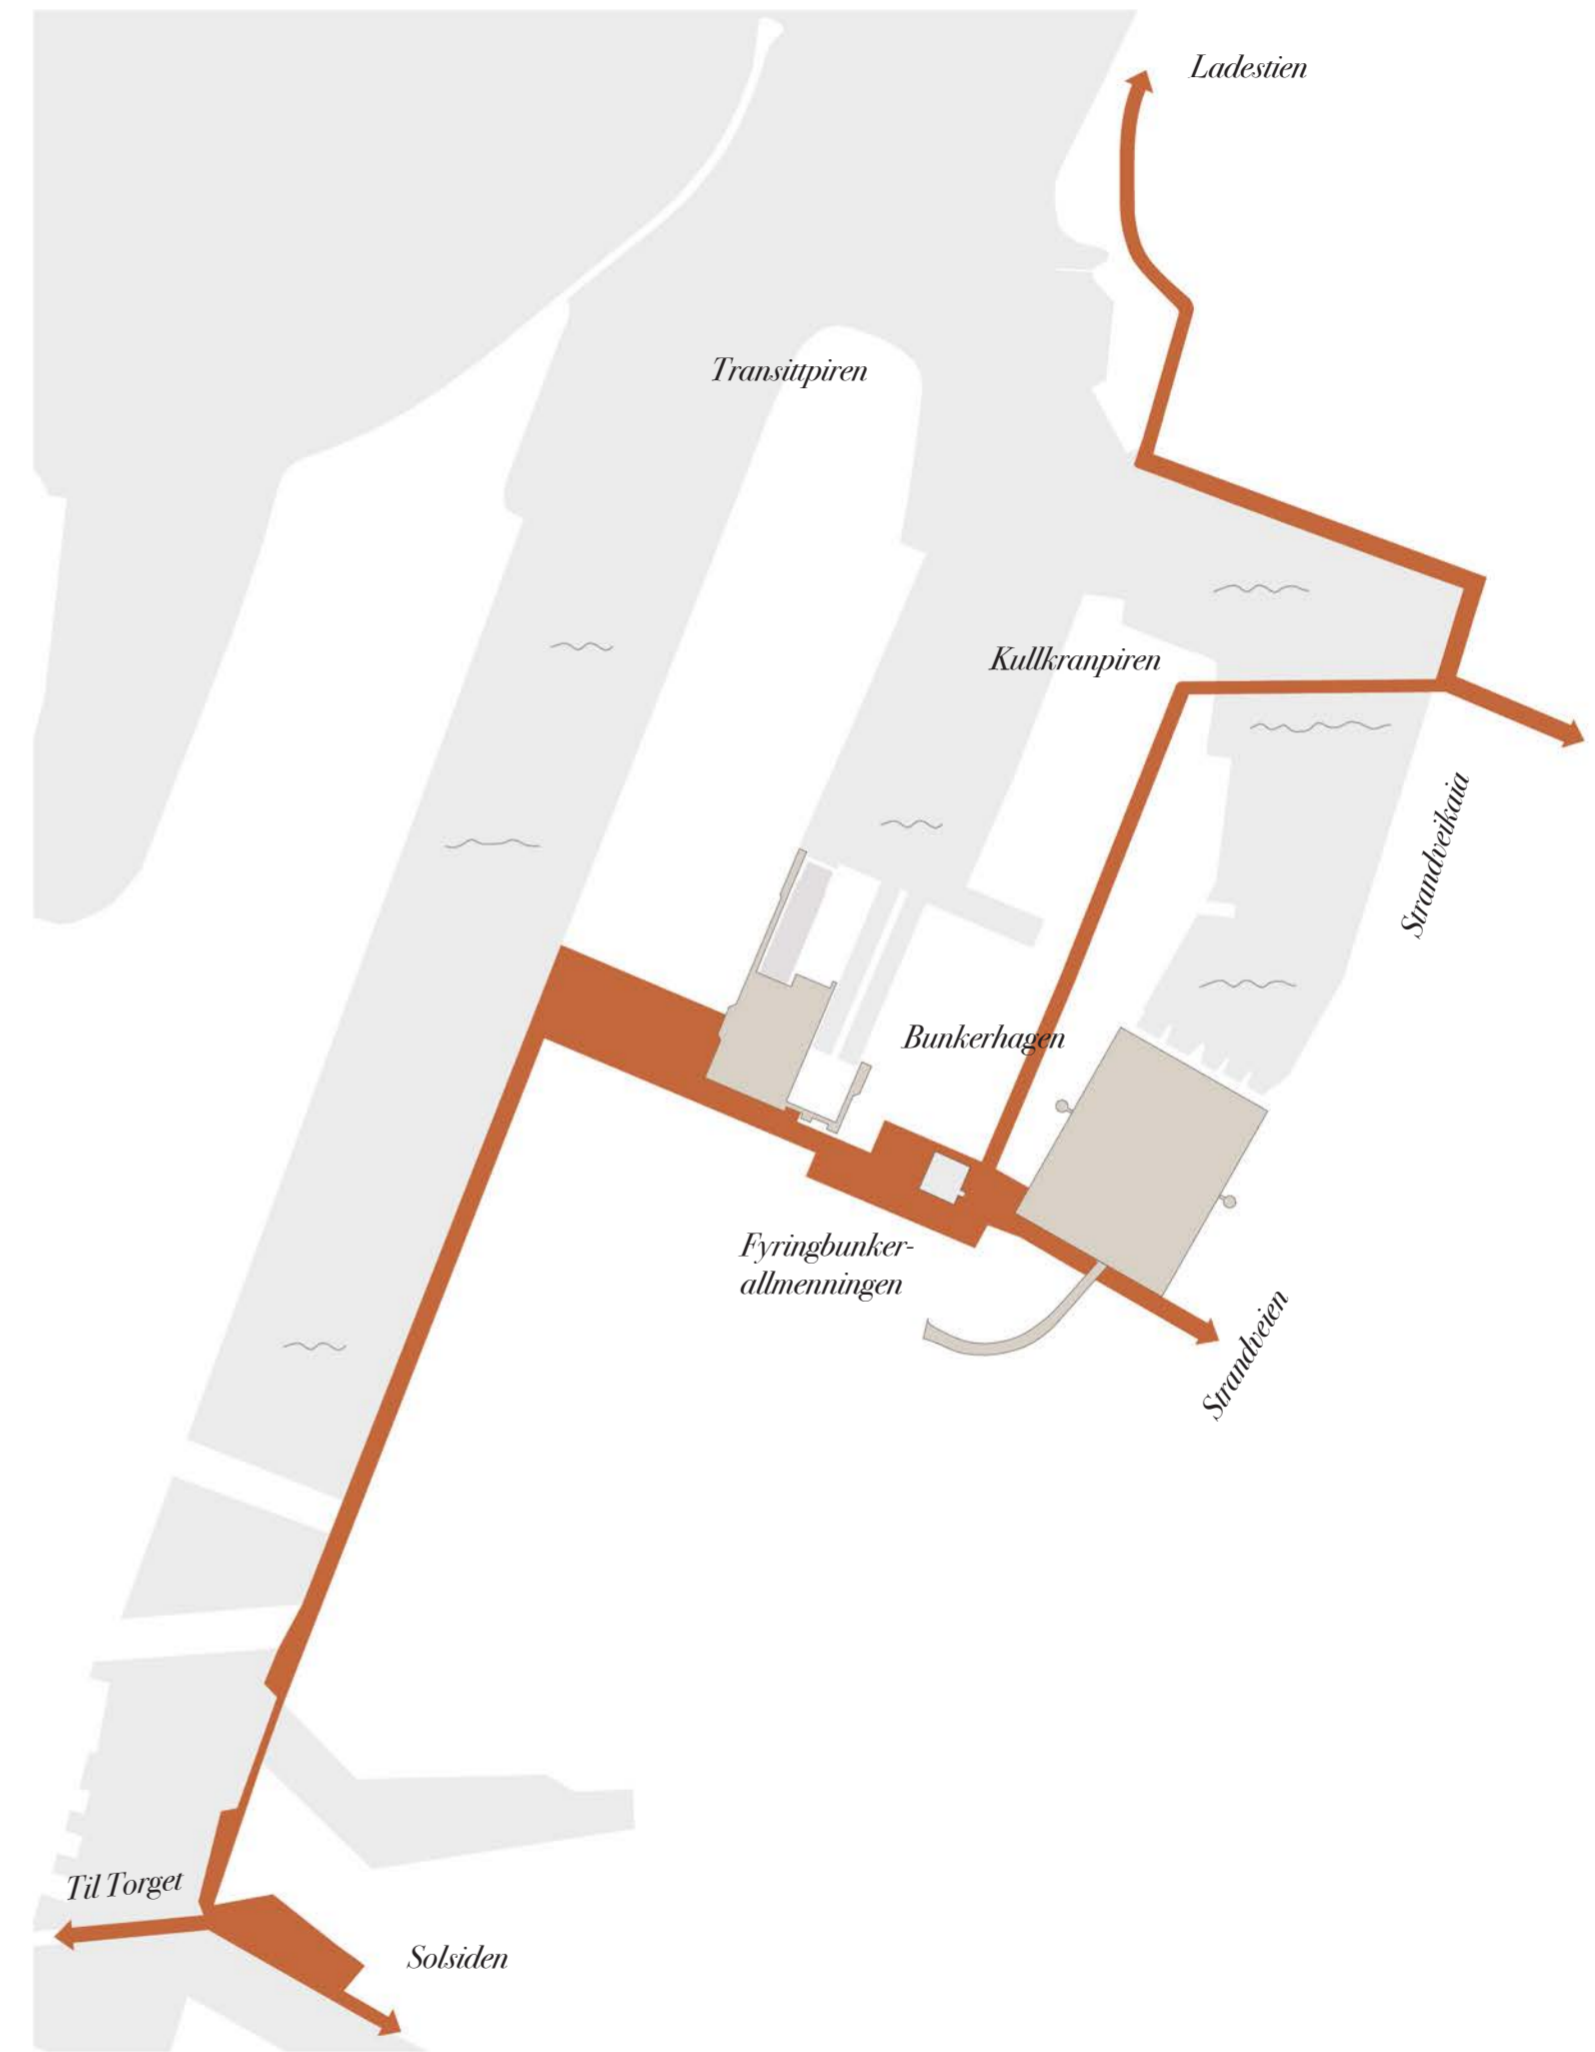 Ladestien
Transittpiren
Kullkranpiren
Strandveikaia
Bunkerhagen
Fyringbunker-
allmenningen
Strandveien
Til Torget
Solsiden